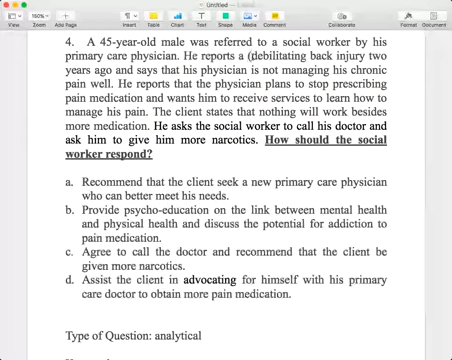 Untitled
150%
View
Zoom
Add Page
Insert
Table
Chart
Text
Shape
Media
Comment
Collaborate
Format
Document
4. A 45-year-old male was referred to a social worker by his
primary care physician. He reports a (debilitating back injury two
years ago and says that his physician is not managing his chronic
pain well. He reports that the physician plans to stop prescribing
pain medication and wants him to receive services to learn how to
manage his pain. The client states that nothing will work besides
more medication. He asks the social worker to call his doctor and
ask him to give him more narcotics. How should the social
worker respond?
a. Recommend that the client seek a new primary care physician
who can better meet his needs.
b. Provide psycho-education on the link between mental health
and physical health and discuss the potential for addiction to
pain medication.
c. Agree to call the doctor and recommend that the client be
given more narcotics.
d. Assist the client in advocating for himself with his primary
care doctor to obtain more pain medication.
Type of Question: analytical